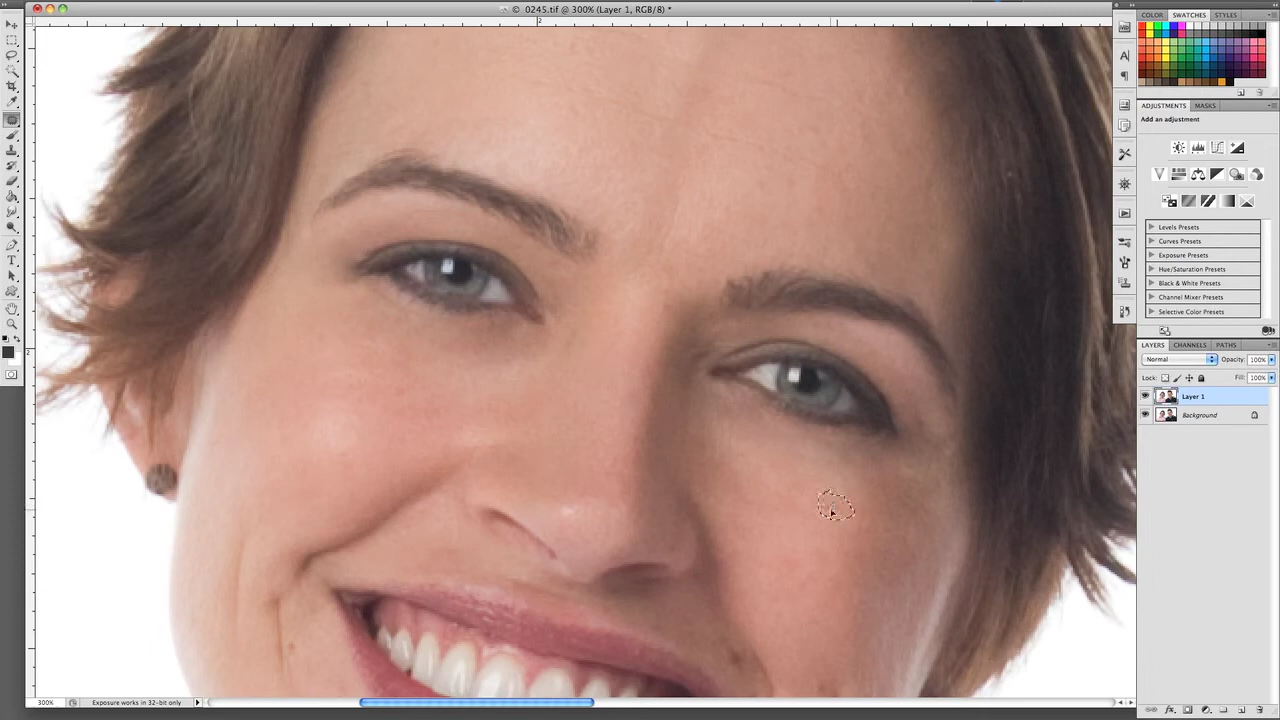 © 0245.tif @ 300% (Layer 1, RGB/8) *
2
2
COLOR SWATCHES STYLES
ADJUSTMENTS MASKS
Add an adjustment
Levels Presets
Curves Presets
Exposure Presets
Hue/Saturation Presets
Black & White Presets
Channel Mixer Presets
Selective Color Presets
LAYERS CHANNELS PATHS
Normal Opacity: 100%
Lock: Fill: 100%
Layer 1
Background
300% Exposure works in 32-bit only